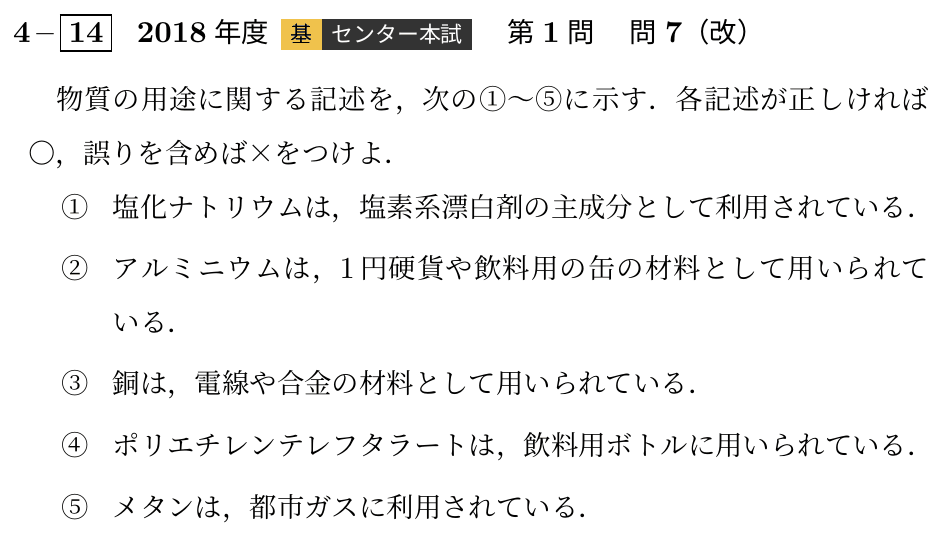 4－14 2018 年度 基 センター本試 第 1 問 問 7（改）
物質の用途に関する記述を，次の①～⑤に示す．各記述が正しければ
〇，誤りを含めば×をつけよ．
① 塩化ナトリウムは，塩素系漂白剤の主成分として利用されている．
② アルミニウムは，1 円硬貨や飲料用の缶の材料として用いられて
いる．
③ 銅は，電線や合金の材料として用いられている．
④ ポリエチレンテレフタラートは，飲料用ボトルに用いられている．
⑤ メタンは，都市ガスに利用されている．